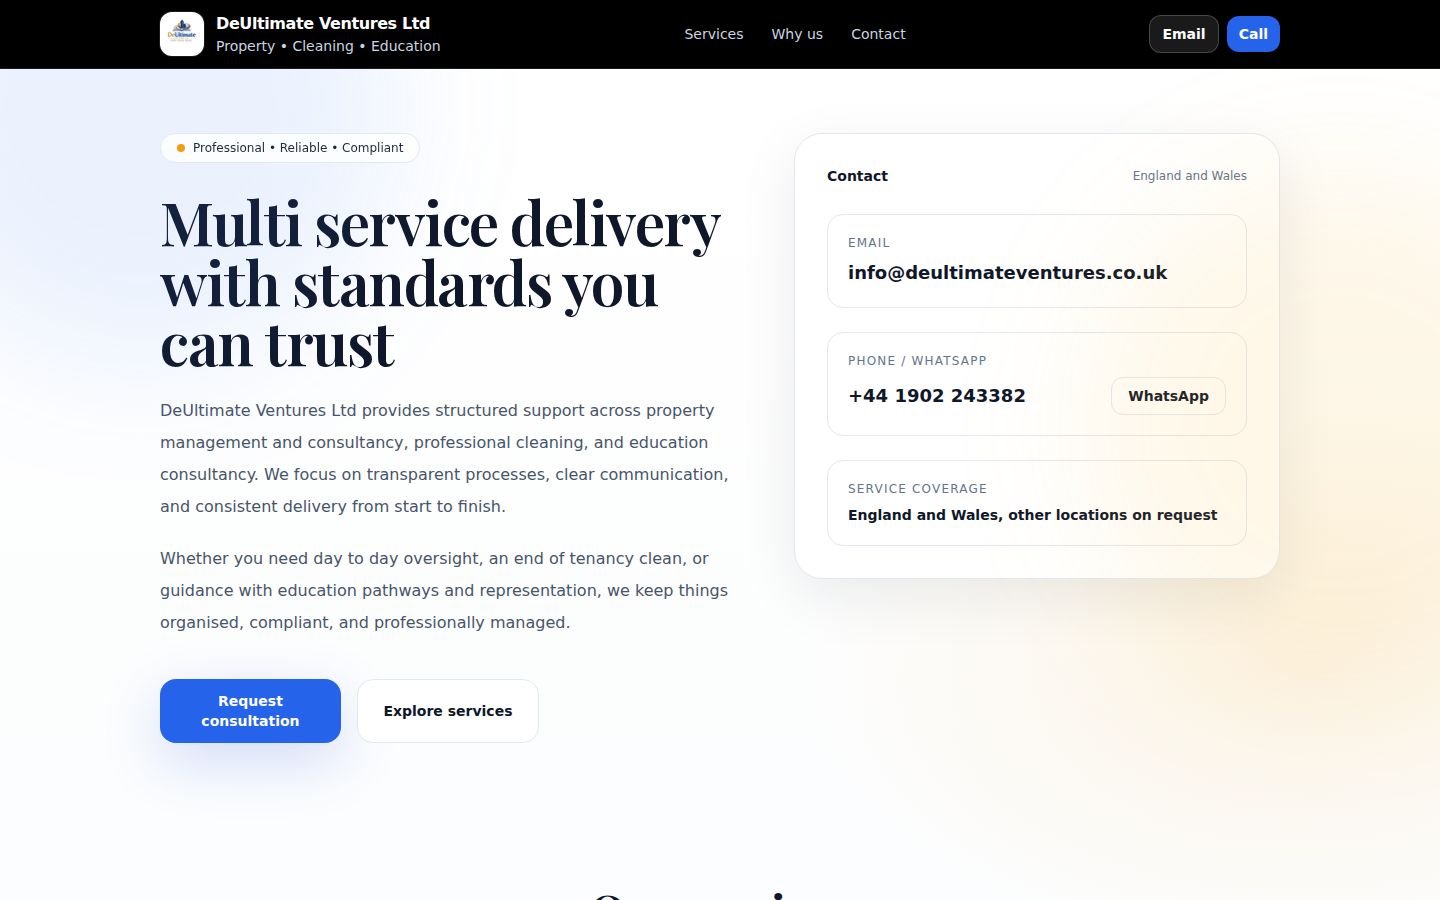 DeUltimate
DeUltimate Ventures Ltd
Property • Cleaning • Education
Services
Why us
Contact
Email
Call
Professional • Reliable • Compliant
Multi service delivery
with standards you
can trust
DeUltimate Ventures Ltd provides structured support across property
management and consultancy, professional cleaning, and education
consultancy. We focus on transparent processes, clear communication,
and consistent delivery from start to finish.
Whether you need day to day oversight, an end of tenancy clean, or
guidance with education pathways and representation, we keep things
organised, compliant, and professionally managed.
Request
consultation
Explore services
Contact
England and Wales
EMAIL
info@deultimateventures.co.uk
PHONE / WHATSAPP
+44 1902 243382
WhatsApp
SERVICE COVERAGE
England and Wales, other locations on request